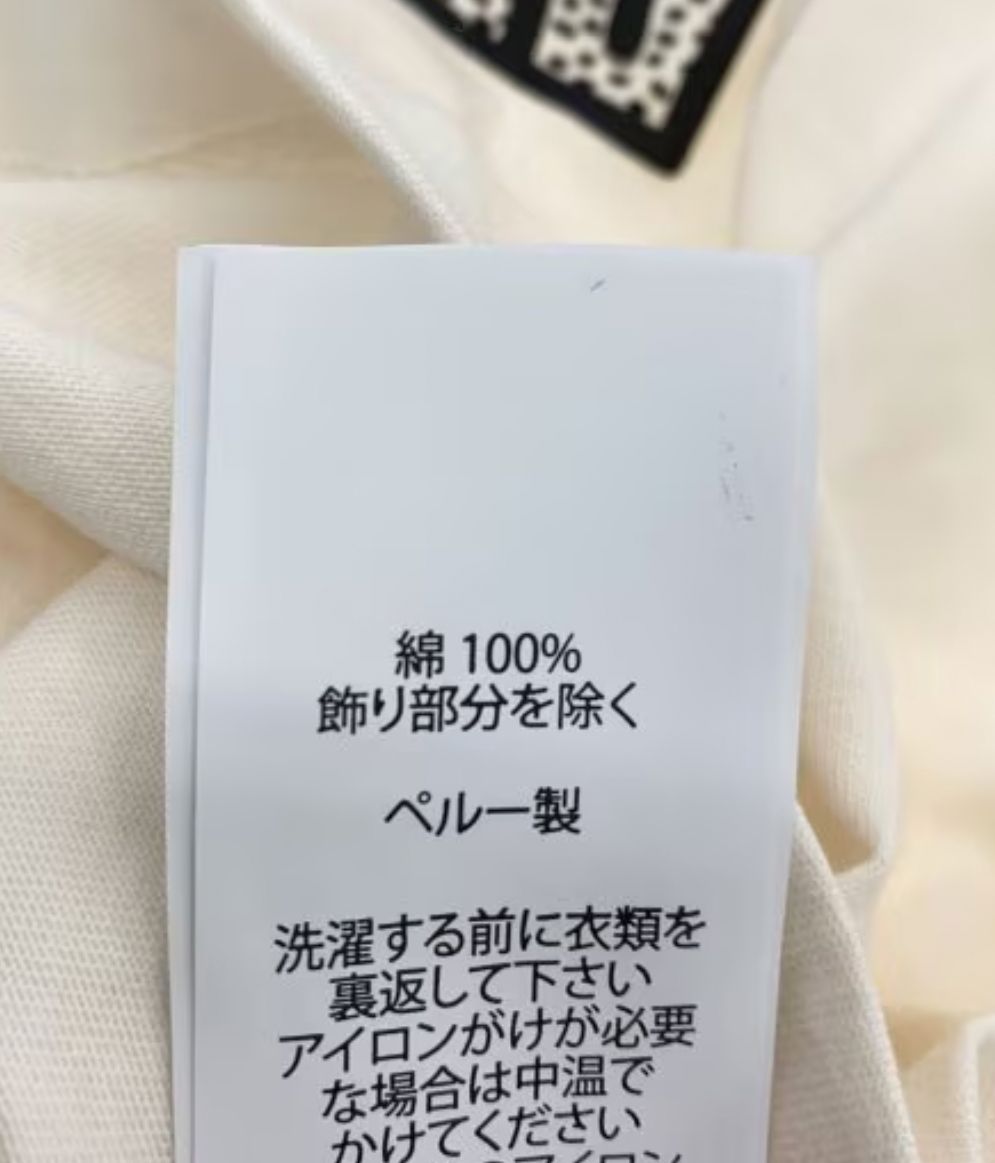 綿 100%
飾り部分を除く
ペルー製
洗濯する前に衣類を
裏返して下さい
アイロンがけが必要
な場合は中温で
かけてください